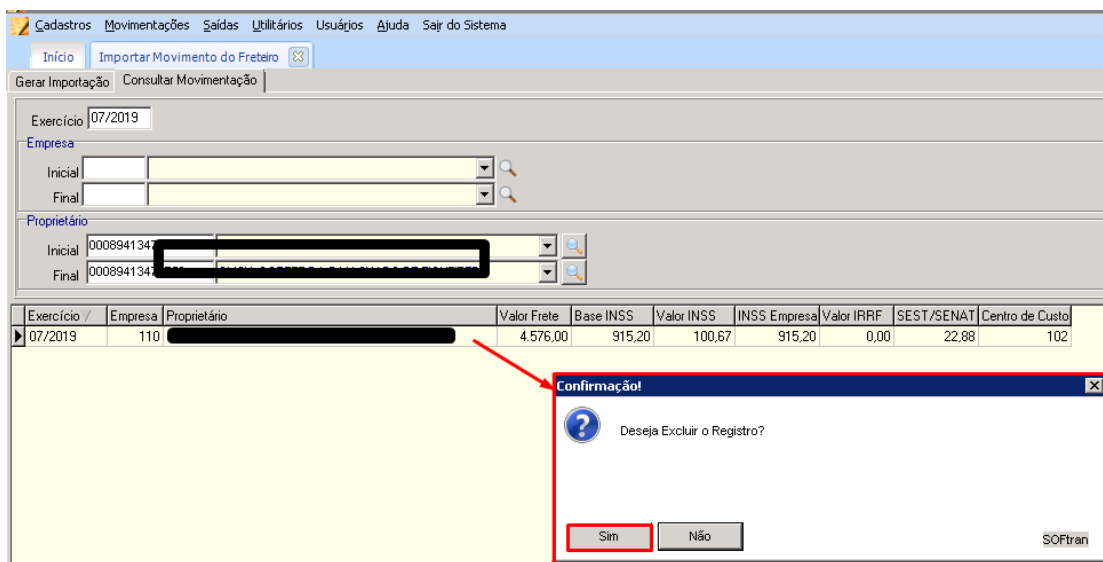 Cadastros Movimentações Saídas Utilitários Usuários Ajuda Sair do Sistema
Início Importar Movimento do Freteiro
Gerar Importação Consultar Movimentação
Exercício 07/2019
Empresa
Inicial
Final
Proprietário
Inicial 0008941347
Final 0008941347
Exercício Empresa Proprietário Valor Frete Base INSS Valor INSS INSS Empresa Valor IRRF SEST/SENAT Centro de Custo
07/2019 110 4.576,00 915,20 100,67 915,20 0,00 22,88 102
Confirmação!
Deseja Excluir o Registro?
Sim Não
SOFtran